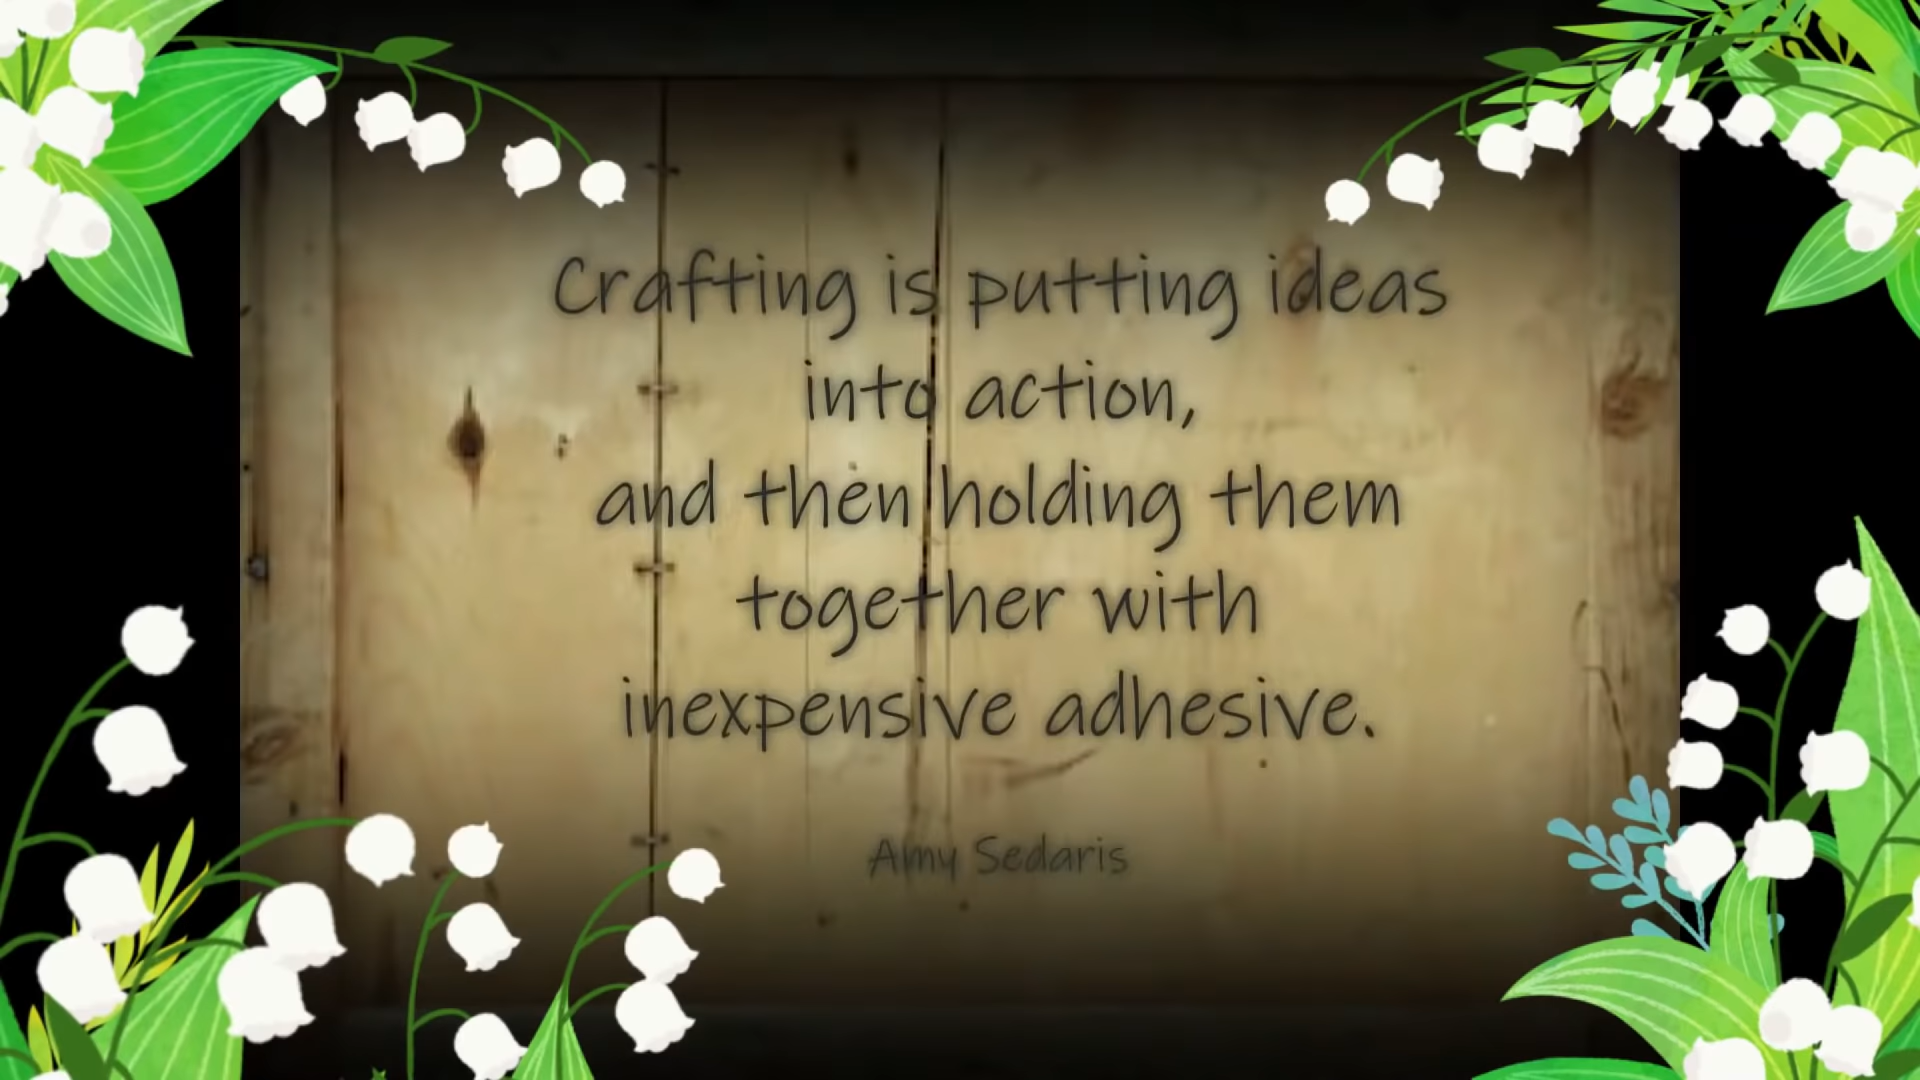 Crafting is putting ideas
into action,
and then holding them
together with
inexpensive adhesive.
Amy Sedaris